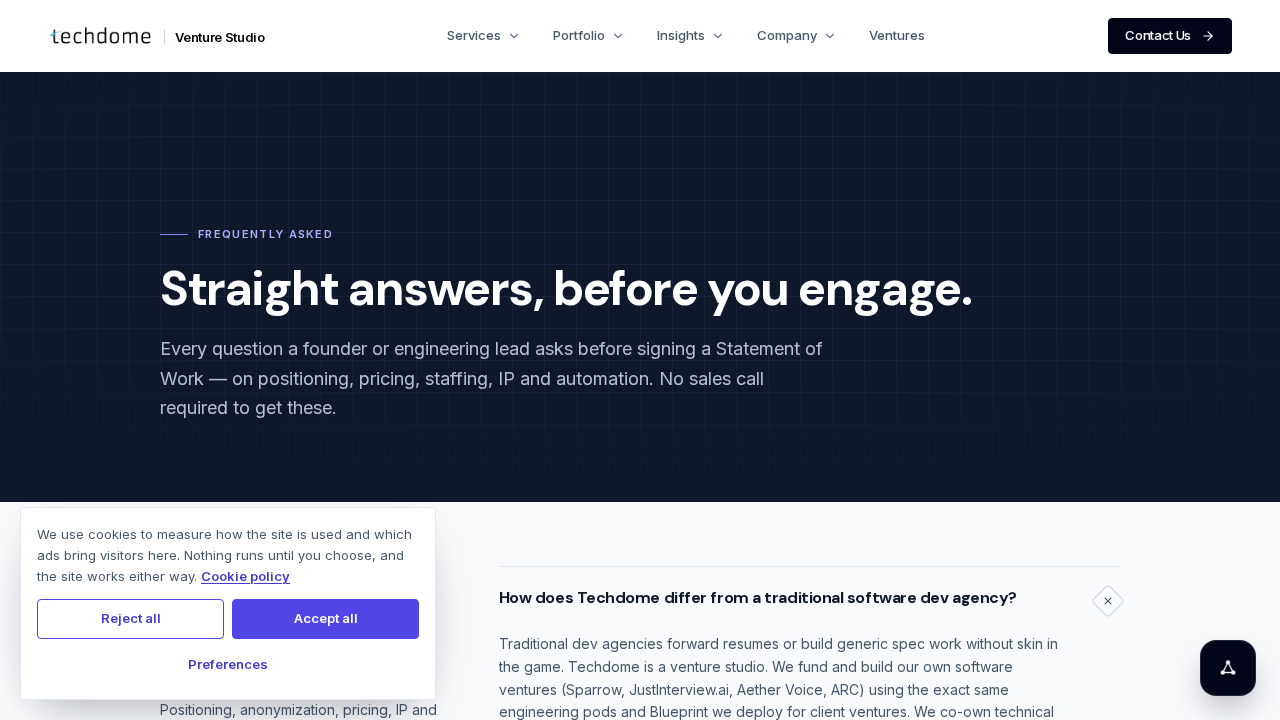 techdome Venture Studio
Services Portfolio Insights Company Ventures
Contact Us
FREQUENTLY ASKED
Straight answers, before you engage.
Every question a founder or engineering lead asks before signing a Statement of
Work — on positioning, pricing, staffing, IP and automation. No sales call
required to get these.
We use cookies to measure how the site is used and which
ads bring visitors here. Nothing runs until you choose, and
the site works either way. Cookie policy
Reject all Accept all
Preferences
Positioning, anonymization, pricing, IP and
How does Techdome differ from a traditional software dev agency?
Traditional dev agencies forward resumes or build generic spec work without skin in
the game. Techdome is a venture studio. We fund and build our own software
ventures (Sparrow, JustInterview.ai, Aether Voice, ARC) using the exact same
engineering pods and Blueprint we deploy for client ventures. We co-own technical